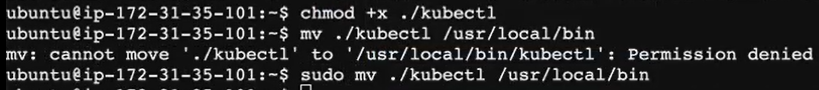 ubuntu@ip-172-31-35-101:~$ chmod +x ./kubectl
ubuntu@ip-172-31-35-101:~$ mv ./kubectl /usr/local/bin
mv: cannot move './kubectl' to '/usr/local/bin/kubectl': Permission denied
ubuntu@ip-172-31-35-101:~$ sudo mv ./kubectl /usr/local/bin